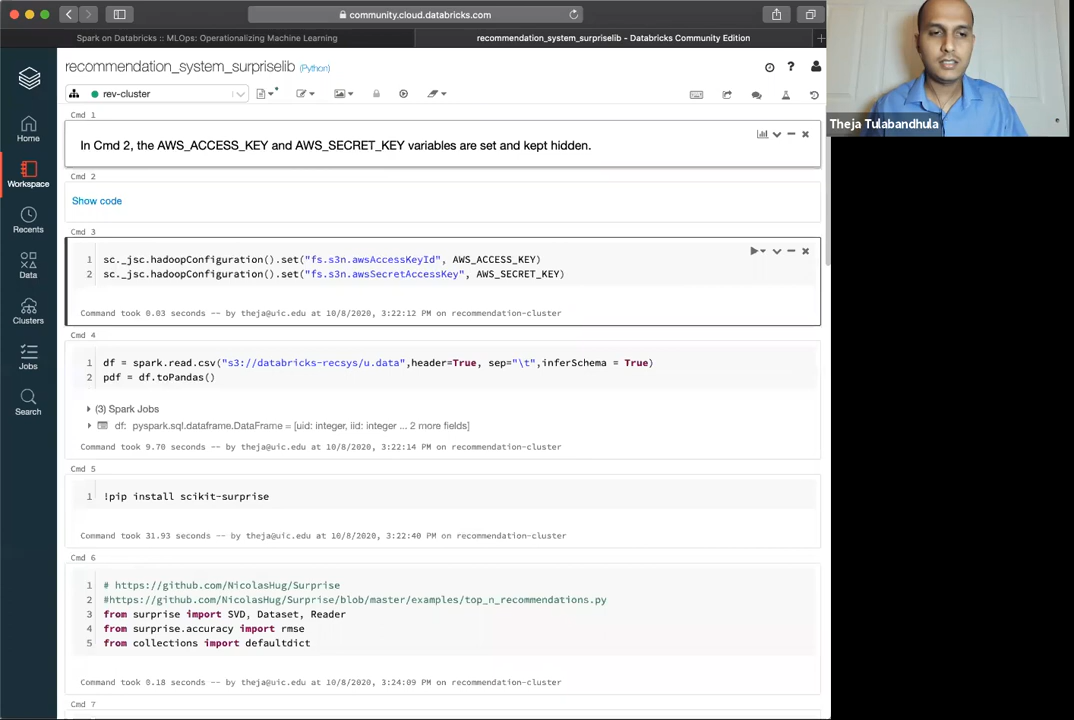 community.cloud.databricks.com
Spark on Databricks :: MLOps: Operationalizing Machine Learning
recommendation_system_surpriselib - Databricks Community Edition
recommendation_system_surpriselib (Python)
rev-cluster
Theja Tulabandhula
Home
Workspace
Recents
Data
Clusters
Jobs
Search
Cmd 1
In Cmd 2, the AWS_ACCESS_KEY and AWS_SECRET_KEY variables are set and kept hidden.
Cmd 2
Show code
Cmd 3
1 sc._jsc.hadoopConfiguration().set("fs.s3n.awsAccessKeyId", AWS_ACCESS_KEY)
2 sc._jsc.hadoopConfiguration().set("fs.s3n.awsSecretAccessKey", AWS_SECRET_KEY)
Command took 0.03 seconds -- by theja@uic.edu at 10/8/2020, 3:22:12 PM on recommendation-cluster
Cmd 4
1 df = spark.read.csv("s3://databricks-recsys/u.data",header=True, sep="\t",inferSchema = True)
2 pdf = df.toPandas()
(3) Spark Jobs
df: pyspark.sql.dataframe.DataFrame = [uid: integer, iid: integer ... 2 more fields]
Command took 9.70 seconds -- by theja@uic.edu at 10/8/2020, 3:22:14 PM on recommendation-cluster
Cmd 5
1 !pip install scikit-surprise
Command took 31.93 seconds -- by theja@uic.edu at 10/8/2020, 3:22:40 PM on recommendation-cluster
Cmd 6
1 # https://github.com/NicolasHug/Surprise
2 #https://github.com/NicolasHug/Surprise/blob/master/examples/top_n_recommendations.py
3 from surprise import SVD, Dataset, Reader
4 from surprise.accuracy import rmse
5 from collections import defaultdict
Command took 0.18 seconds -- by theja@uic.edu at 10/8/2020, 3:24:09 PM on recommendation-cluster
Cmd 7